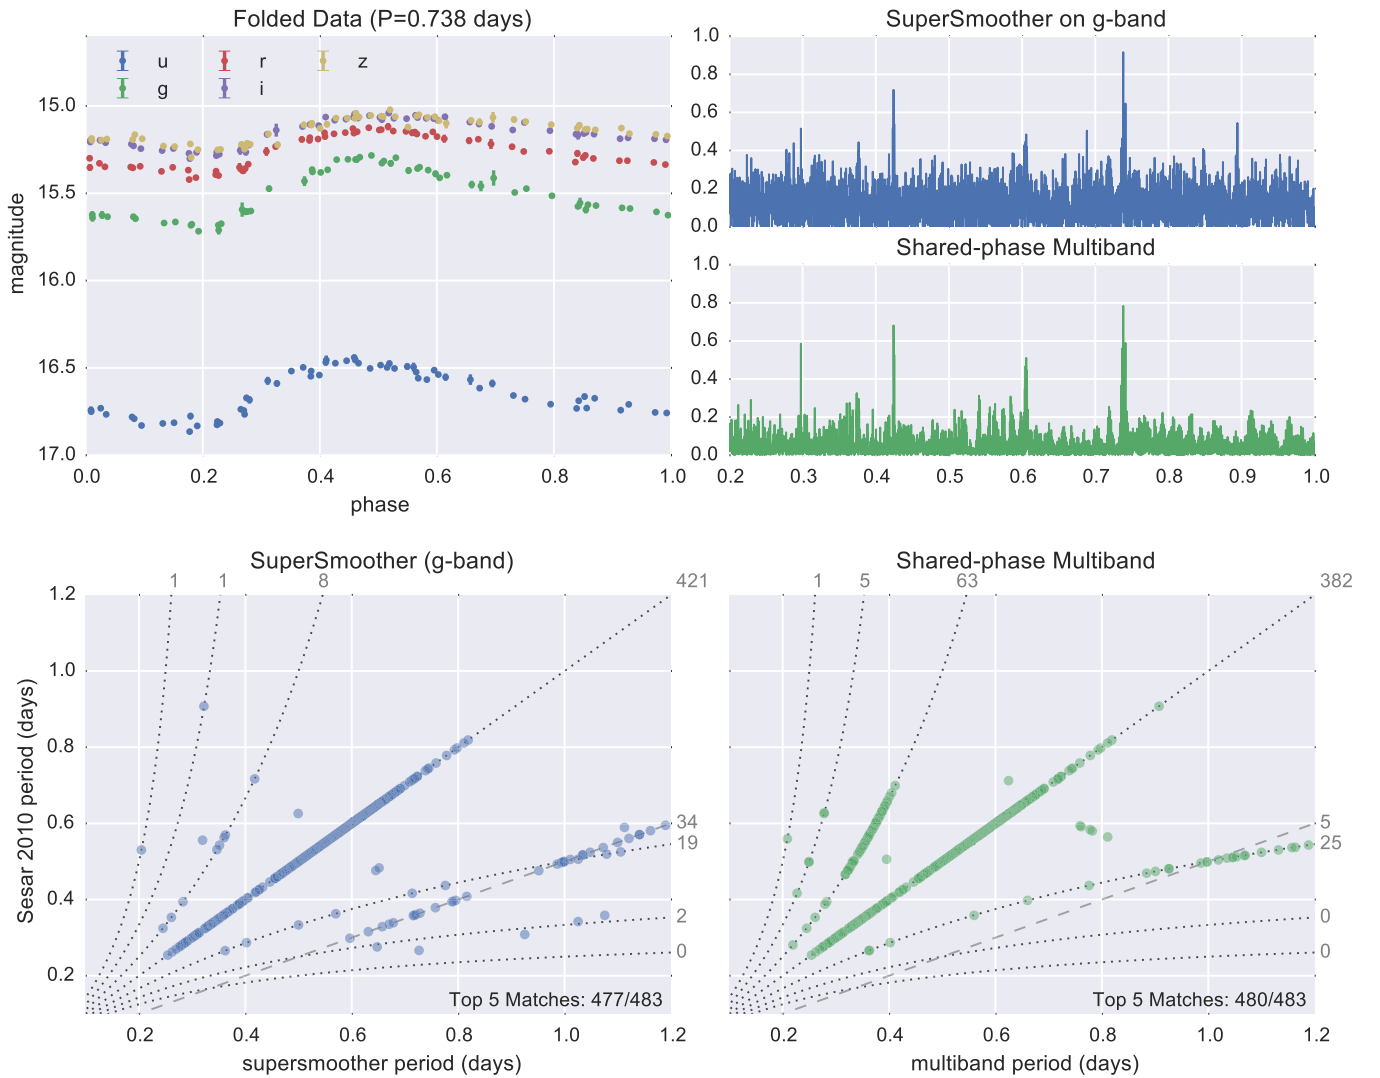 Folded Data (P=0.738 days)
u r z
g i
15.0
15.5
16.0
16.5
17.0
magnitude
0.0 0.2 0.4 0.6 0.8 1.0
phase
SuperSmoother on g-band
1.0
0.8
0.6
0.4
0.2
0.0
Shared-phase Multiband
1.0
0.8
0.6
0.4
0.2
0.0
0.2 0.3 0.4 0.5 0.6 0.7 0.8 0.9 1.0
SuperSmoother (g-band)
1 1 8 421
1.2
1.0
0.8
0.6
0.4
0.2
Sesar 2010 period (days)
34
19
2
0
Top 5 Matches: 477/483
0.2 0.4 0.6 0.8 1.0 1.2
supersmoother period (days)
Shared-phase Multiband
1 5 63 382
5
25
0
0
Top 5 Matches: 480/483
0.2 0.4 0.6 0.8 1.0 1.2
multiband period (days)